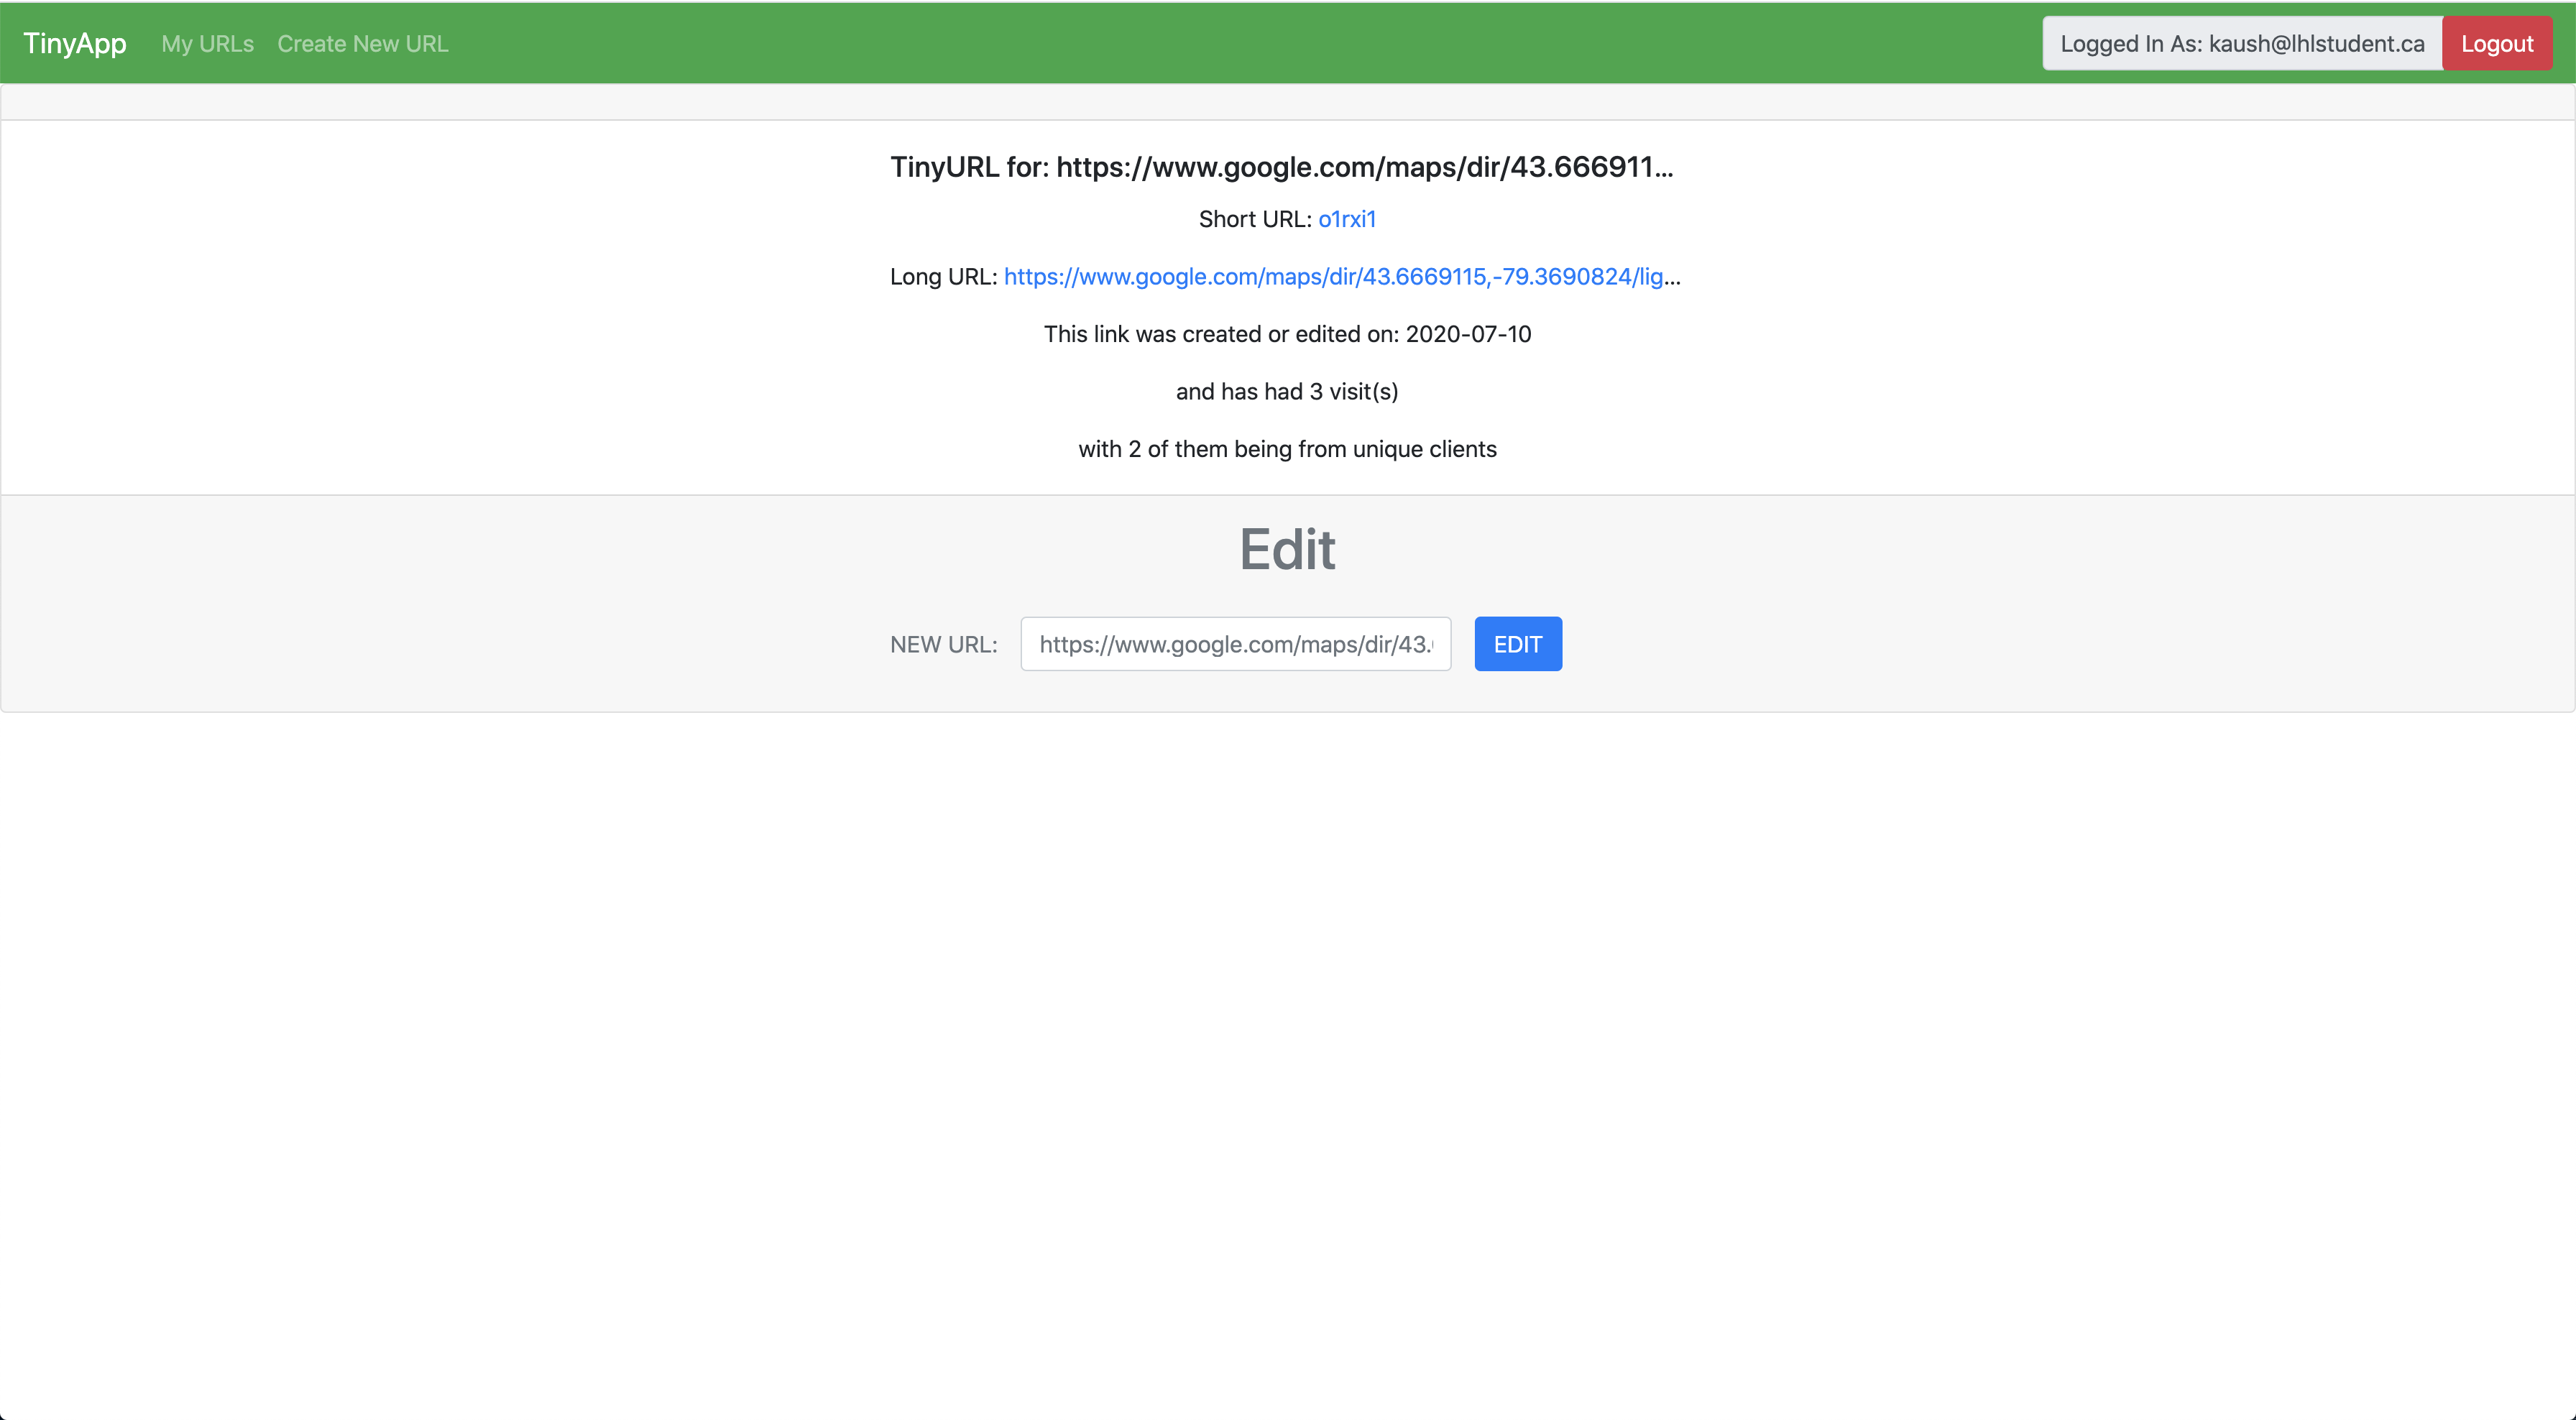 TinyApp My URLs Create New URL Logged In As: kaush@lhlstudent.ca Logout
TinyURL for: https://www.google.com/maps/dir/43.666911...
Short URL: o1rxi1
Long URL: https://www.google.com/maps/dir/43.6669115,-79.3690824/lig...
This link was created or edited on: 2020-07-10
and has had 3 visit(s)
with 2 of them being from unique clients
Edit
NEW URL: https://www.google.com/maps/dir/43. EDIT